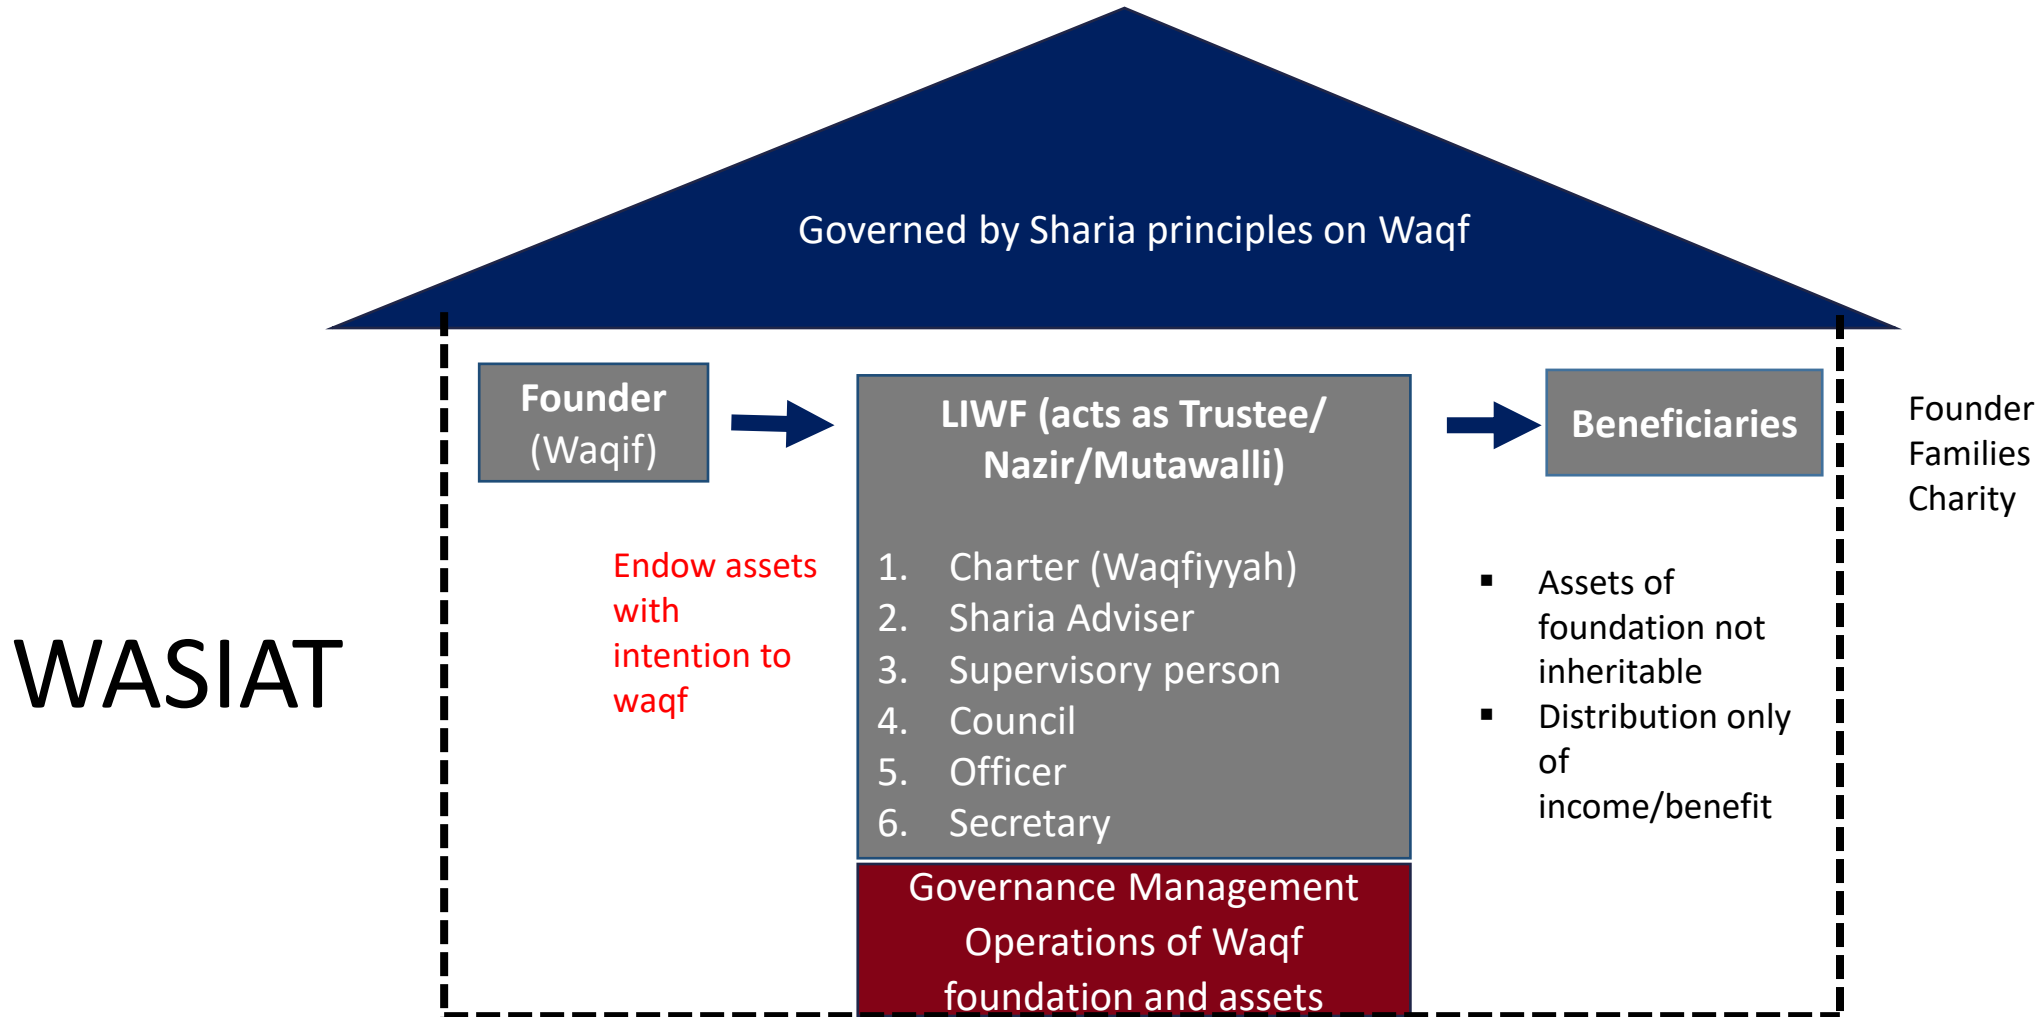 Governed by Sharia principles on Waqf
Founder
(Waqif)
LIWF (acts as Trustee/
Nazir/Mutawalli)
1. Charter (Waqfiyyah)
2. Sharia Adviser
3. Supervisory person
4. Council
5. Officer
6. Secretary
Governance Management
Operations of Waqf
foundation and assets
Beneficiaries
Founder
Families
Charity
Endow assets
with
intention to
waqf
▪ Assets of
foundation not
inheritable
▪ Distribution only
of
income/benefit
WASIAT